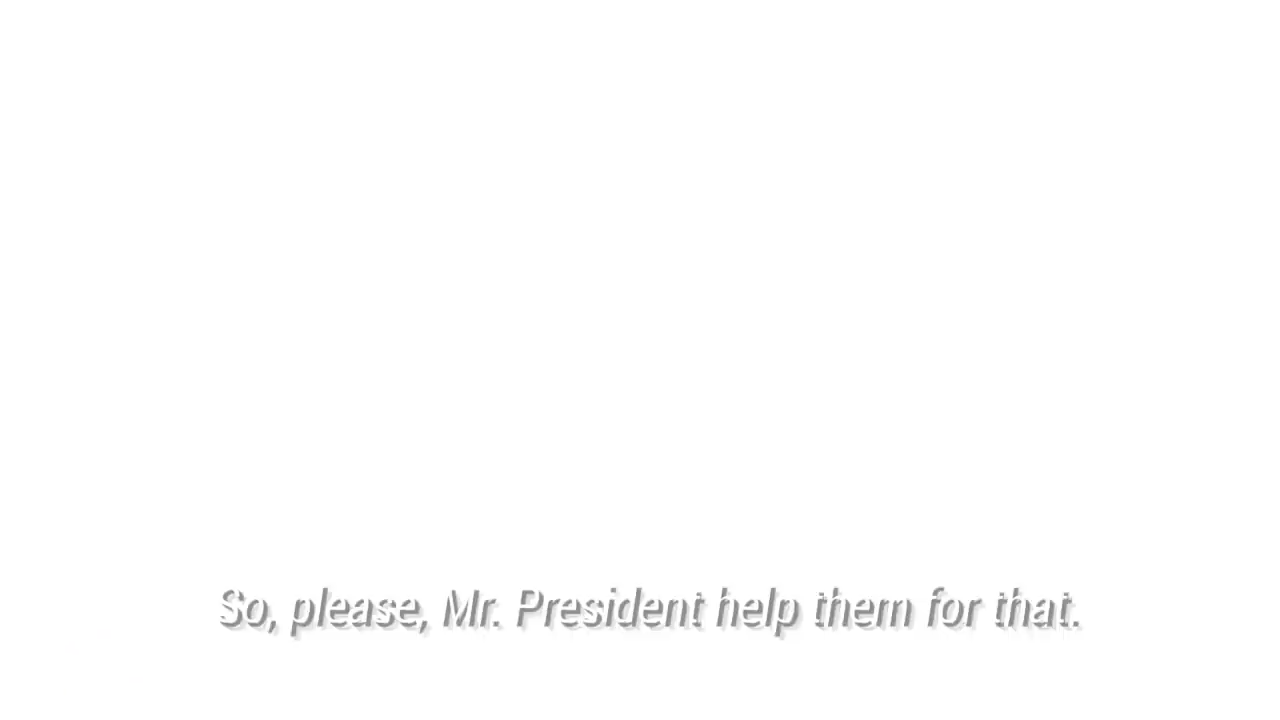 So, please, Mr. President help them for that.